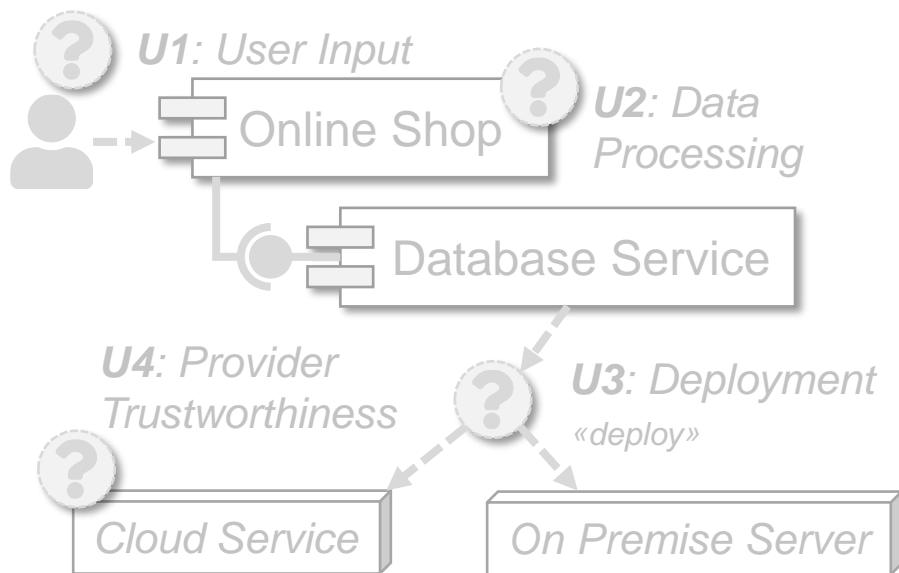 ?
U1: User Input
Online Shop
?
U2: Data
Processing
Database Service
U4: Provider
Trustworthiness
?
U3: Deployment
«deploy»
?
Cloud Service
On Premise Server